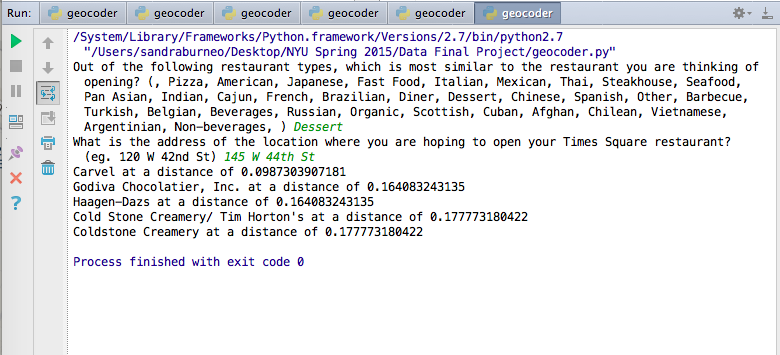 Run: geocoder geocoder geocoder geocoder geocoder geocoder
/System/Library/Frameworks/Python.framework/Versions/2.7/bin/python2.7
"/Users/sandraburneo/Desktop/NYU Spring 2015/Data Final Project/geocoder.py"
Out of the following restaurant types, which is most similar to the restaurant you are thinking of
opening? (, Pizza, American, Japanese, Fast Food, Italian, Mexican, Thai, Steakhouse, Seafood,
Pan Asian, Indian, Cajun, French, Brazilian, Diner, Dessert, Chinese, Spanish, Other, Barbecue,
Turkish, Belgian, Beverages, Russian, Organic, Scottish, Cuban, Afghan, Chilean, Vietnamese,
Argentinian, Non-beverages, ) Dessert
What is the address of the location where you are hoping to open your Times Square restaurant?
(eg. 120 W 42nd St) 145 W 44th St
Carvel at a distance of 0.0987303907181
Godiva Chocolatier, Inc. at a distance of 0.164083243135
Haagen-Dazs at a distance of 0.164083243135
Cold Stone Creamery/ Tim Horton's at a distance of 0.177773180422
Coldstone Creamery at a distance of 0.177773180422
Process finished with exit code 0